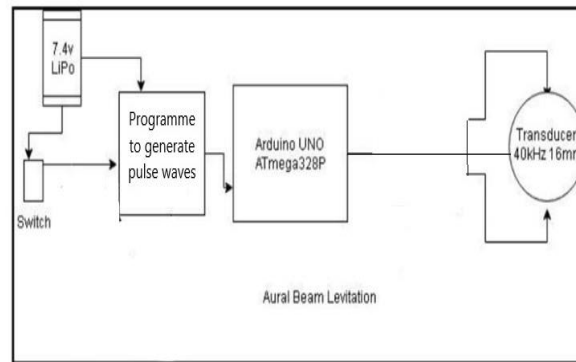 7.4v
LiPo
Programme
to generate
pulse waves
Arduino UNO
ATmega328P
Transducer
40kHz 16mm
Switch
Aural Beam Levitation